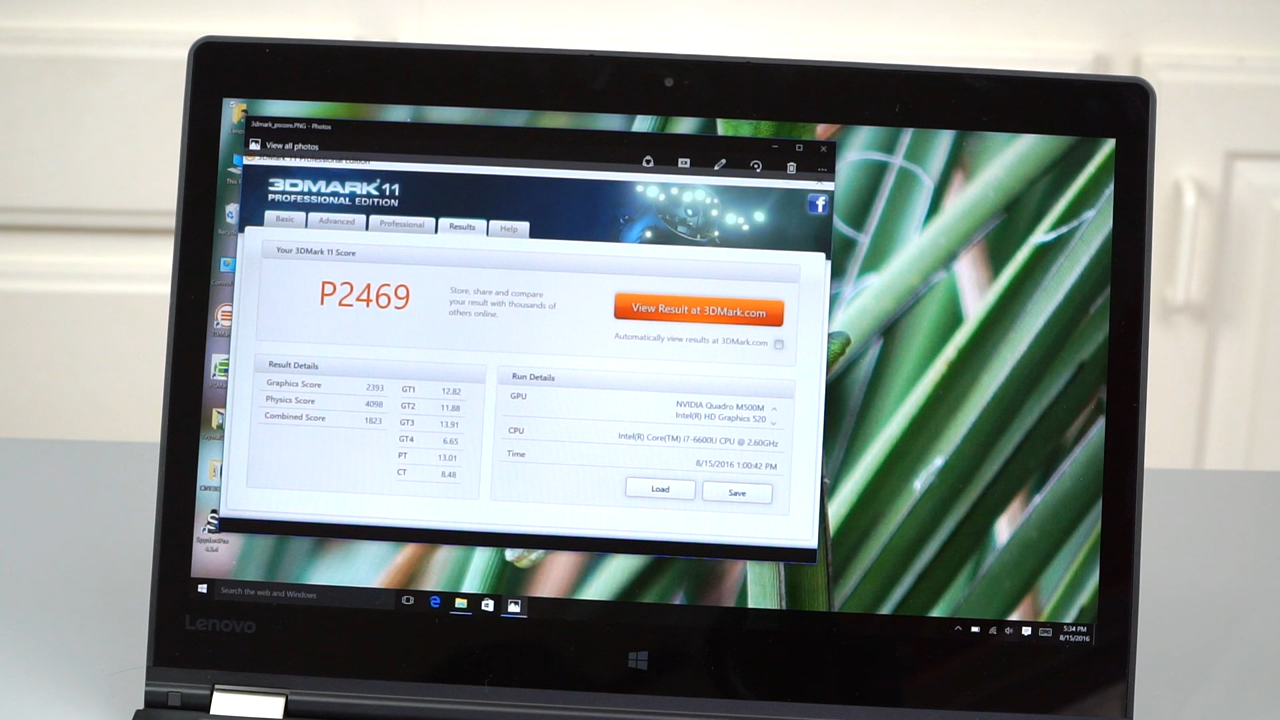 3dmark_pscore.PNG - Photos
View all photos
3DMark 11 Professional Edition
3DMARK 11
PROFESSIONAL EDITION
Basic Advanced Professional Results Help
f
Your 3DMark 11 Score
P2469
Store, share and compare
your result with thousands of
others online.
View Result at 3DMark.com
Automatically view results at 3DMark.com
Result Details
Graphics Score 2393
Physics Score 4098
Combined Score 1823
GT1 12.82
GT2 11.88
GT3 13.91
GT4 6.65
PT 13.01
CT 8.48
Run Details
GPU NVIDIA Quadro M500M
Intel(R) HD Graphics 520
CPU Intel(R) Core(TM) i7-6600U CPU @ 2.60GHz
Time 8/15/2016 1:00:42 PM
Load Save
Search the web and Windows
5:34 PM
8/15/2016
Lenovo